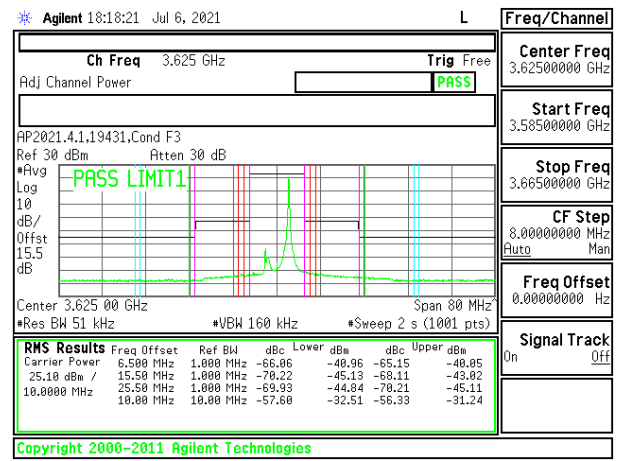 Agilent 18:18:21 Jul 6, 2021 L
Freq/Channel
Ch Freq 3.625 GHz Trig Free
Adj Channel Power PASS
Center Freq
3.62500000 GHz
Start Freq
3.58500000 GHz
Stop Freq
3.66500000 GHz
CF Step
8.00000000 MHz
Auto Man
Freq Offset
0.00000000 Hz
Signal Track
On Off
AP2021.4.1,19431,Cond F3
Ref 30 dBm Atten 30 dB
#Avg
Log
10
dB/
Offst
15.5
dB
PASS LIMIT1
Center 3.625 00 GHz Span 80 MHz^
#Res BW 51 kHz #VBW 160 kHz #Sweep 2 s (1001 pts)
RMS Results Freq Offset Ref BW dBc Lower dBm dBc Upper dBm
Carrier Power 6.500 MHz 1.000 MHz -66.06 -40.96 -65.15 -40.05
25.10 dBm / 15.50 MHz 1.000 MHz -70.22 -45.13 -68.11 -43.02
10.0000 MHz 25.50 MHz 1.000 MHz -69.93 -44.84 -70.21 -45.11
10.00 MHz 10.00 MHz -57.60 -32.51 -56.33 -31.24
Copyright 2000-2011 Agilent Technologies